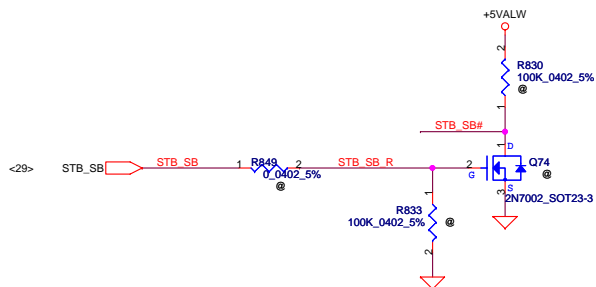 +5VALW
2
R830
100K_0402_5%
@
1
STB_SB#
1
D
<29>
STB_SB
STB_SB
1
R849
2
0_0402_5%
@
STB_SB_R
2
G
Q74
@
S
3
2N7002_SOT23-3
1
R833
100K_0402_5%
@
2